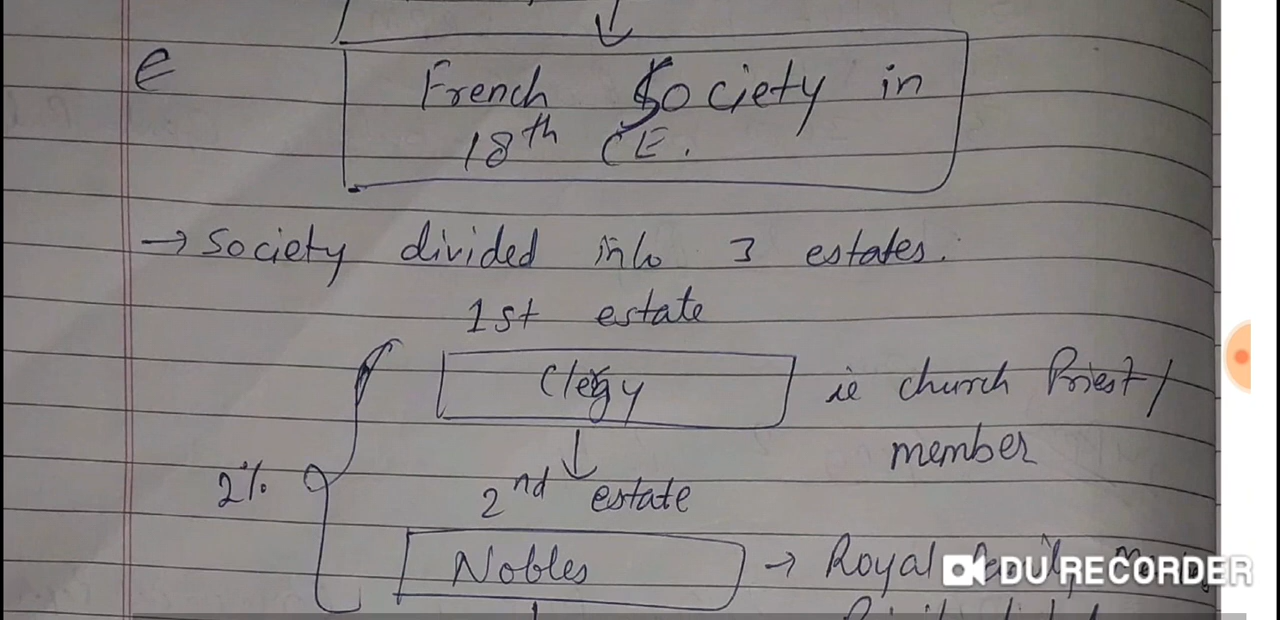 e
French Society in
18th CE.
→ Society divided into 3 estates.
1st estate
Clergy ie church Priest/
member
2% 2nd estate
Nobles → Royal
DU RECORDER